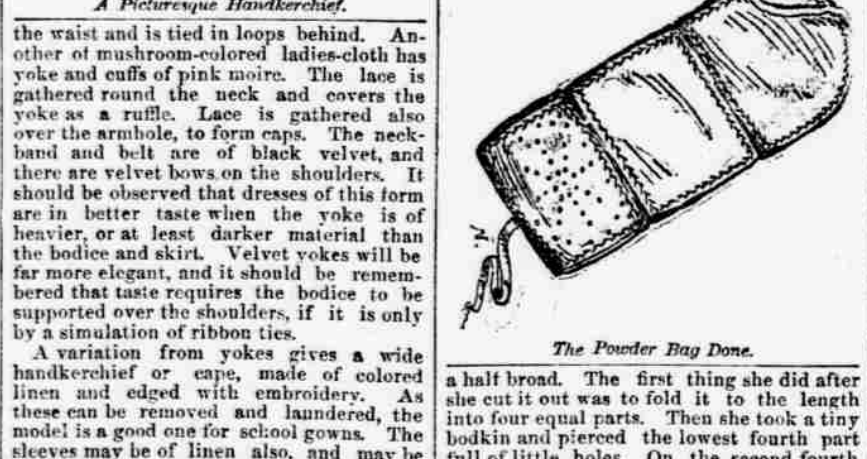 A Picturesque Handkerchief.
the waist and is tied in loops behind. An-
other of mushroom-colored ladies-cloth has
yoke and cuffs of pink moire. The lace is
gathered round the neck and covers the
yoke as a ruffle. Lace is gathered also
over the armhole, to form caps. The neck-
band and belt are of black velvet, and
there are velvet bows on the shoulders. It
should be observed that dresses of this form
are in better taste when the yoke is of
heavier, or at least darker material than
the bodice and skirt. Velvet yokes will be
far more elegant, and it should be remem-
bered that taste requires the bodice to be
supported over the shoulders, if it is only
by a simulation of ribbon ties.
A variation from yokes gives a wide
handkerchief or cape, made of colored
linen and edged with embroidery. As
these can be removed and laundered, the
model is a good one for school gowns. The
sleeves may be of linen also, and may be
The Powder Bag Done.
a half broad. The first thing she did after
she cut it out was to fold it to the length
into four equal parts. Then she took a tiny
bodkin and pierced the lowest fourth part
full of little holes. On the second fourth